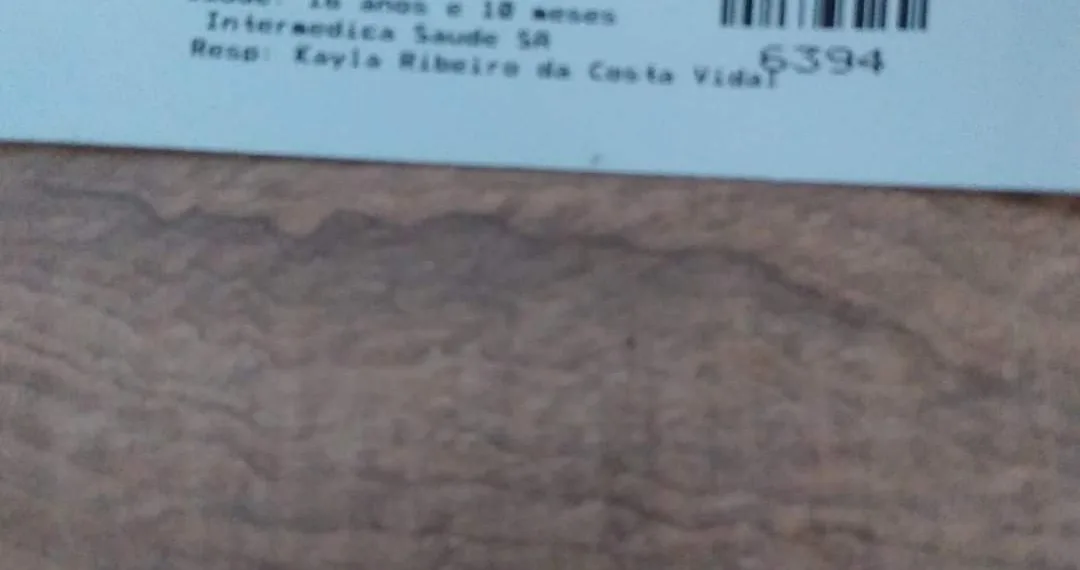 anos e 10 meses
Intermedica Saude SA
Resp: Kayla Ribeiro da Costa Vidal
6394